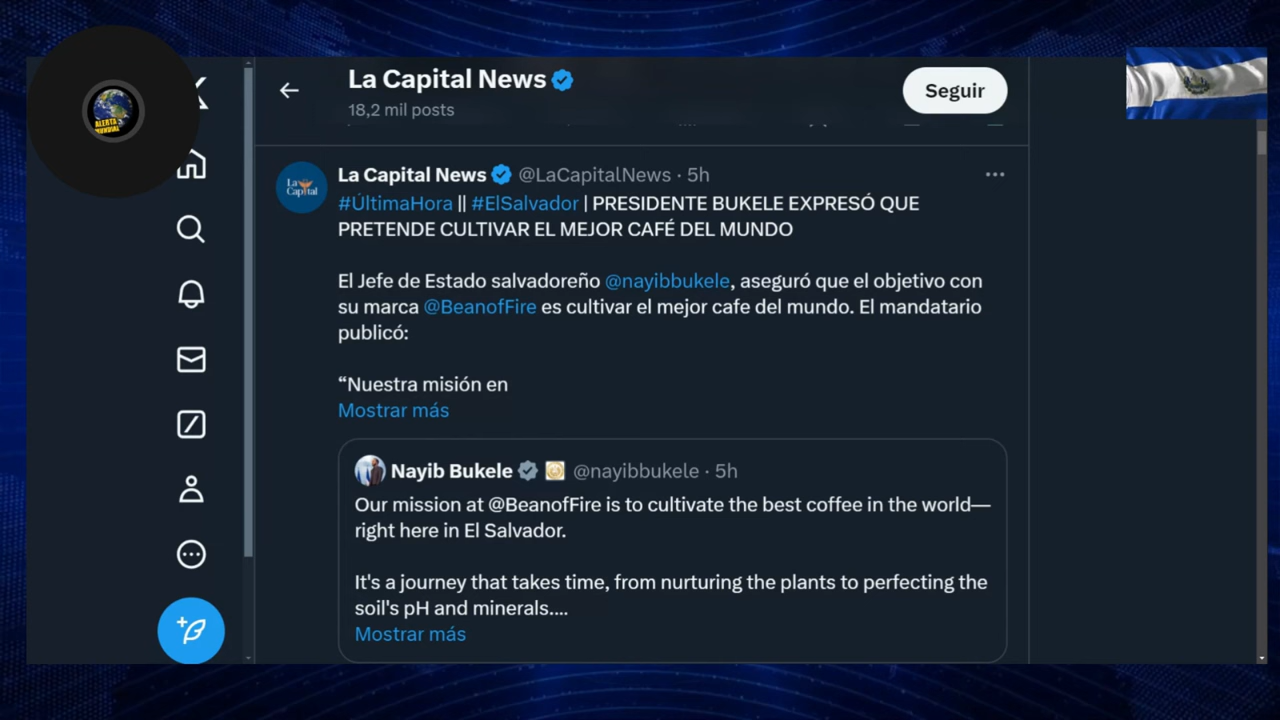 La Capital News
18,2 mil posts
Seguir
ALERTA
MUNDIAL
La Capital
La Capital News @LaCapitalNews · 5h
#ÚltimaHora || #ElSalvador | PRESIDENTE BUKELE EXPRESÓ QUE
PRETENDE CULTIVAR EL MEJOR CAFÉ DEL MUNDO
El Jefe de Estado salvadoreño @nayibbukele, aseguró que el objetivo con
su marca @BeanofFire es cultivar el mejor cafe del mundo. El mandatario
publicó:
“Nuestra misión en
Mostrar más
Nayib Bukele @nayibbukele · 5h
Our mission at @BeanofFire is to cultivate the best coffee in the world—
right here in El Salvador.
It's a journey that takes time, from nurturing the plants to perfecting the
soil's pH and minerals....
Mostrar más